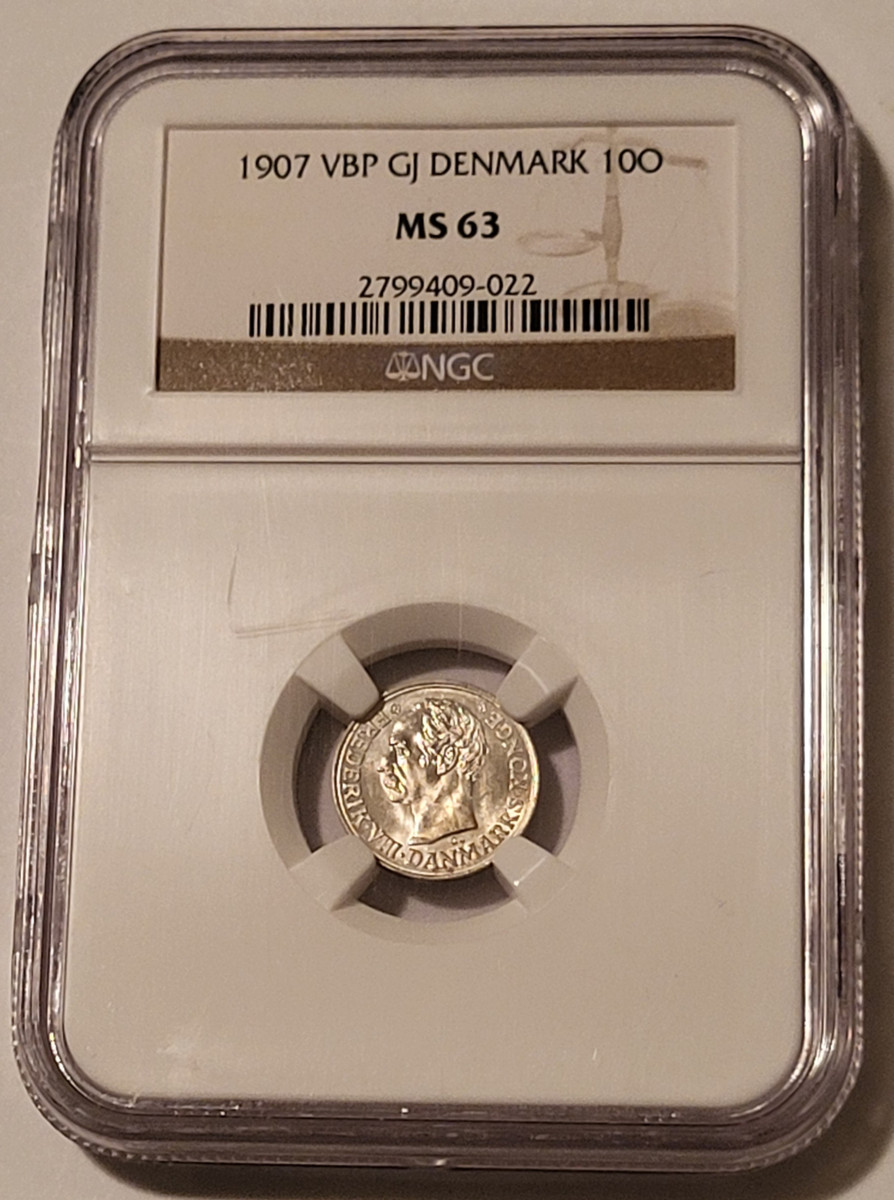 1907 VBP GJ DENMARK 10O
MS 63
2799409-022
NGC
FREDERIK·VIII·DANMARKS·KONGE